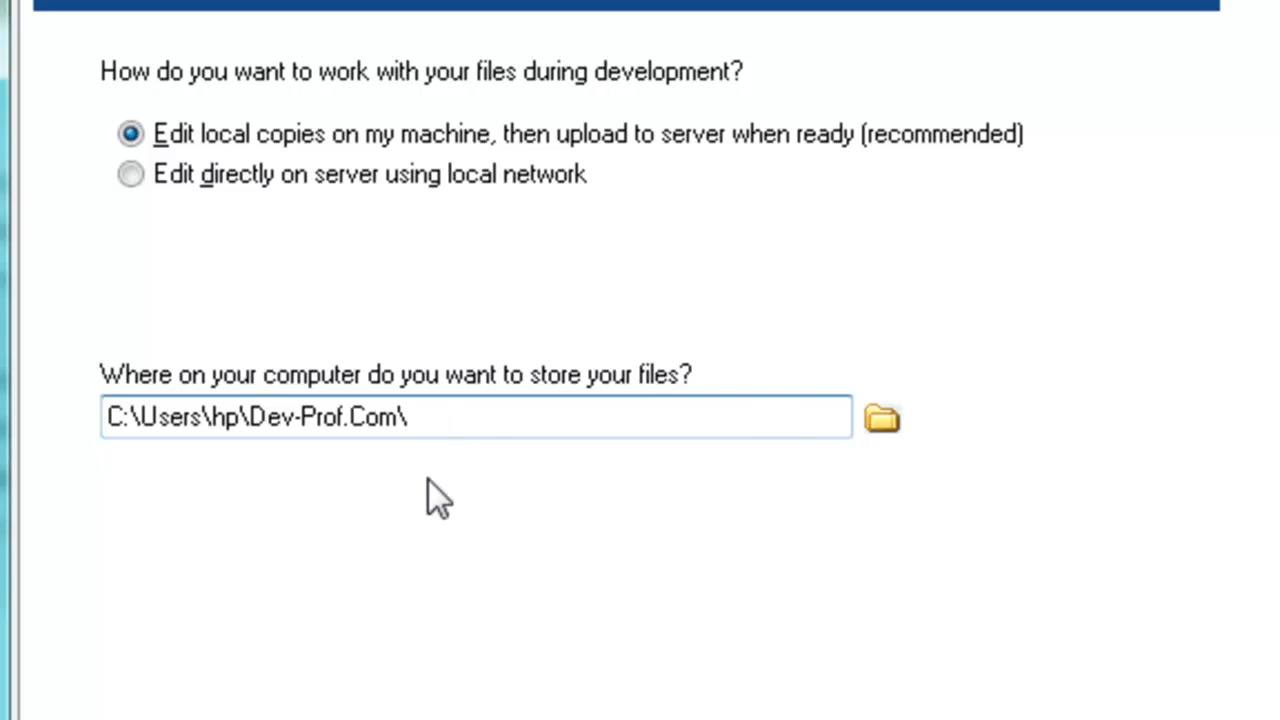 How do you want to work with your files during development?
Edit local copies on my machine, then upload to server when ready (recommended)
Edit directly on server using local network
Where on your computer do you want to store your files?
C:\Users\hp\Dev-Prof.Com\